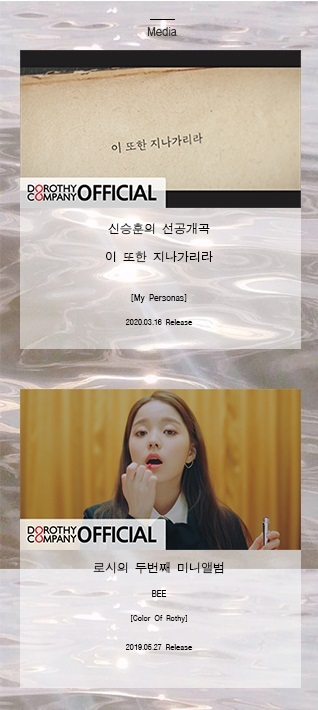 Media
이 또한 지나가리라
DOROTHY
COMPANY OFFICIAL
신승훈의 선공개곡
이 또한 지나가리라
[My Personas]
2020.03.16 Release
DOROTHY
COMPANY OFFICIAL
로시의 두번째 미니앨범
BEE
[Color Of Rothy]
2019.06.27 Release